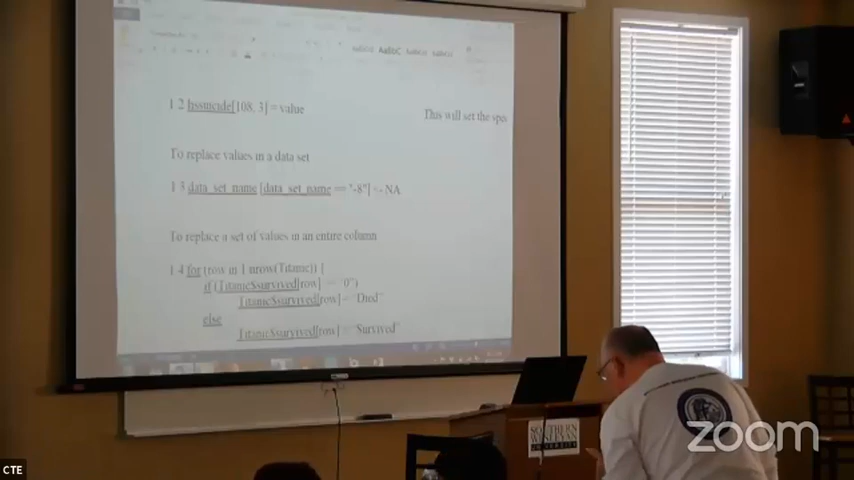 AaBbC
1 2 hssuicide[108, 3] = value
This will set the spec
To replace values in a data set
1 3 data_set_name [data_set_name == "-8"] <- NA
To replace a set of values in an entire column
1 4 for (row in 1 nrow(Titanic)) {
if (Titanic$survived[row] == "0")
Titanic$survived[row] = "Died"
else
Titanic$survived[row] = "Survived"
SOUTHERN
WESLEYAN
UNIVERSITY
zoom
CTE